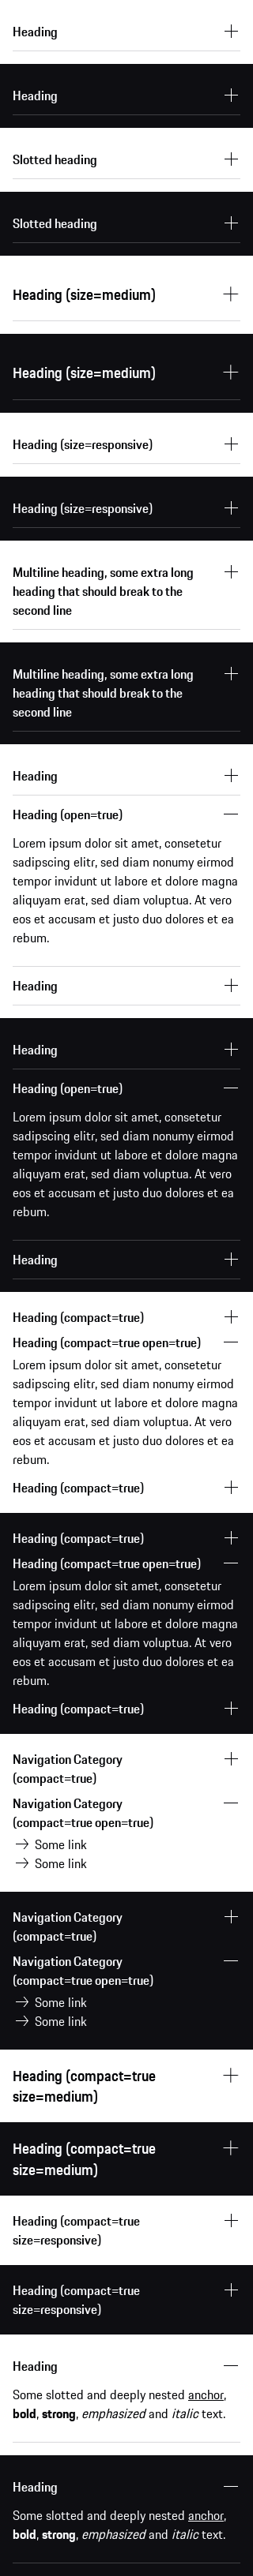 Heading
Heading
Slotted heading
Slotted heading
Heading (size=medium)
Heading (size=medium)
Heading (size=responsive)
Heading (size=responsive)
Multiline heading, some extra long
heading that should break to the
second line
Multiline heading, some extra long
heading that should break to the
second line
Heading
Heading (open=true)
Lorem ipsum dolor sit amet, consetetur
sadipscing elitr, sed diam nonumy eirmod
tempor invidunt ut labore et dolore magna
aliquyam erat, sed diam voluptua. At vero
eos et accusam et justo duo dolores et ea
rebum.
Heading
Heading
Heading (open=true)
Lorem ipsum dolor sit amet, consetetur
sadipscing elitr, sed diam nonumy eirmod
tempor invidunt ut labore et dolore magna
aliquyam erat, sed diam voluptua. At vero
eos et accusam et justo duo dolores et ea
rebum.
Heading
Heading (compact=true)
Heading (compact=true open=true)
Lorem ipsum dolor sit amet, consetetur
sadipscing elitr, sed diam nonumy eirmod
tempor invidunt ut labore et dolore magna
aliquyam erat, sed diam voluptua. At vero
eos et accusam et justo duo dolores et ea
rebum.
Heading (compact=true)
Heading (compact=true)
Heading (compact=true open=true)
Lorem ipsum dolor sit amet, consetetur
sadipscing elitr, sed diam nonumy eirmod
tempor invidunt ut labore et dolore magna
aliquyam erat, sed diam voluptua. At vero
eos et accusam et justo duo dolores et ea
rebum.
Heading (compact=true)
Navigation Category
(compact=true)
Navigation Category
(compact=true open=true)
Some link
Some link
Navigation Category
(compact=true)
Navigation Category
(compact=true open=true)
Some link
Some link
Heading (compact=true
size=medium)
Heading (compact=true
size=medium)
Heading (compact=true
size=responsive)
Heading (compact=true
size=responsive)
Heading
Some slotted and deeply nested anchor,
bold, strong, emphasized and italic text.
Heading
Some slotted and deeply nested anchor,
bold, strong, emphasized and italic text.